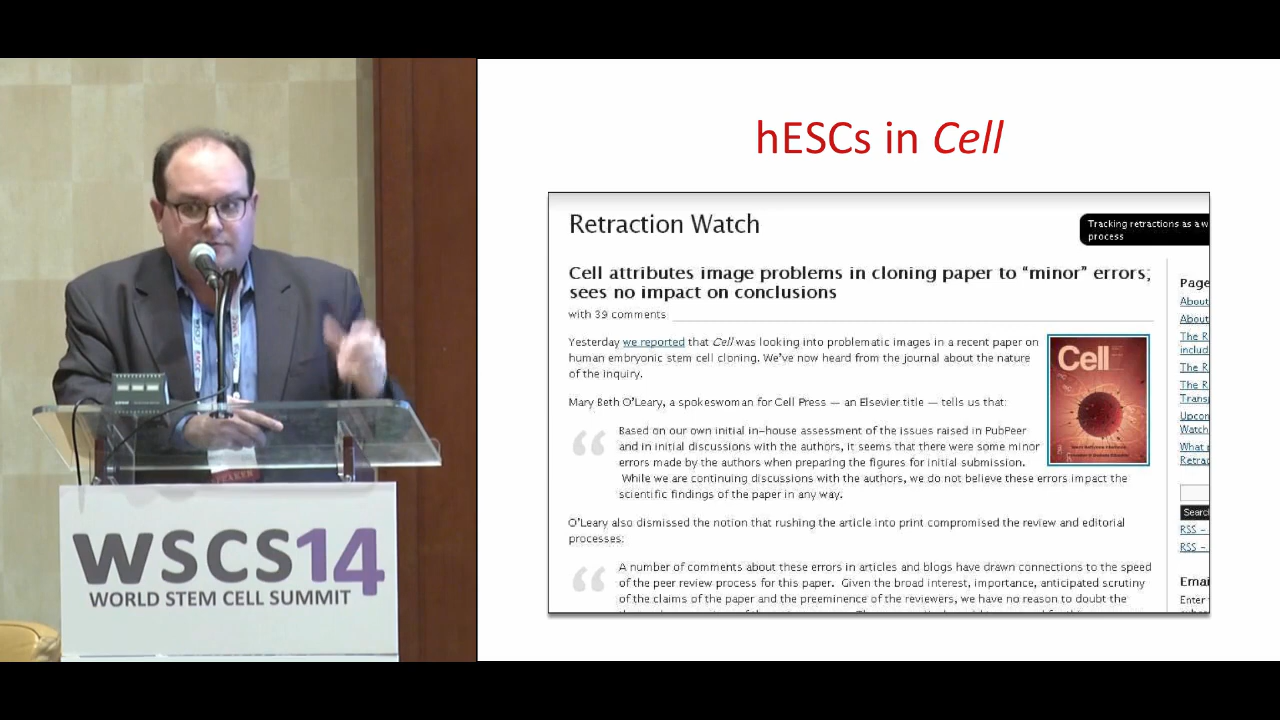 hESCs in Cell
Retraction Watch
Tracking retractions as a w
process
Cell attributes image problems in cloning paper to “minor” errors;
sees no impact on conclusions
with 39 comments
Yesterday we reported that Cell was looking into problematic images in a recent paper on
human embryonic stem cell cloning. We’ve now heard from the journal about the nature
of the inquiry.
Mary Beth O’Leary, a spokeswoman for Cell Press — an Elsevier title — tells us that:
Based on our own initial in-house assessment of the issues raised in PubPeer
and in initial discussions with the authors, it seems that there were some minor
errors made by the authors when preparing the figures for initial submission.
While we are continuing discussions with the authors, we do not believe these errors impact the
scientific findings of the paper in any way.
O’Leary also dismissed the notion that rushing the article into print compromised the review and editorial
processes:
A number of comments about these errors in articles and blogs have drawn connections to the speed
of the peer review process for this paper. Given the broad interest, importance, anticipated scrutiny
of the claims of the paper and the preeminence of the reviewers, we have no reason to doubt the
Cell
Page
About
About
The R
includ
The R
The R
Transp
Upcon
Watch
What p
Retrac
Searc
RSS -
RSS -
Emai
Enter
WSCS14
WORLD STEM CELL SUMMIT